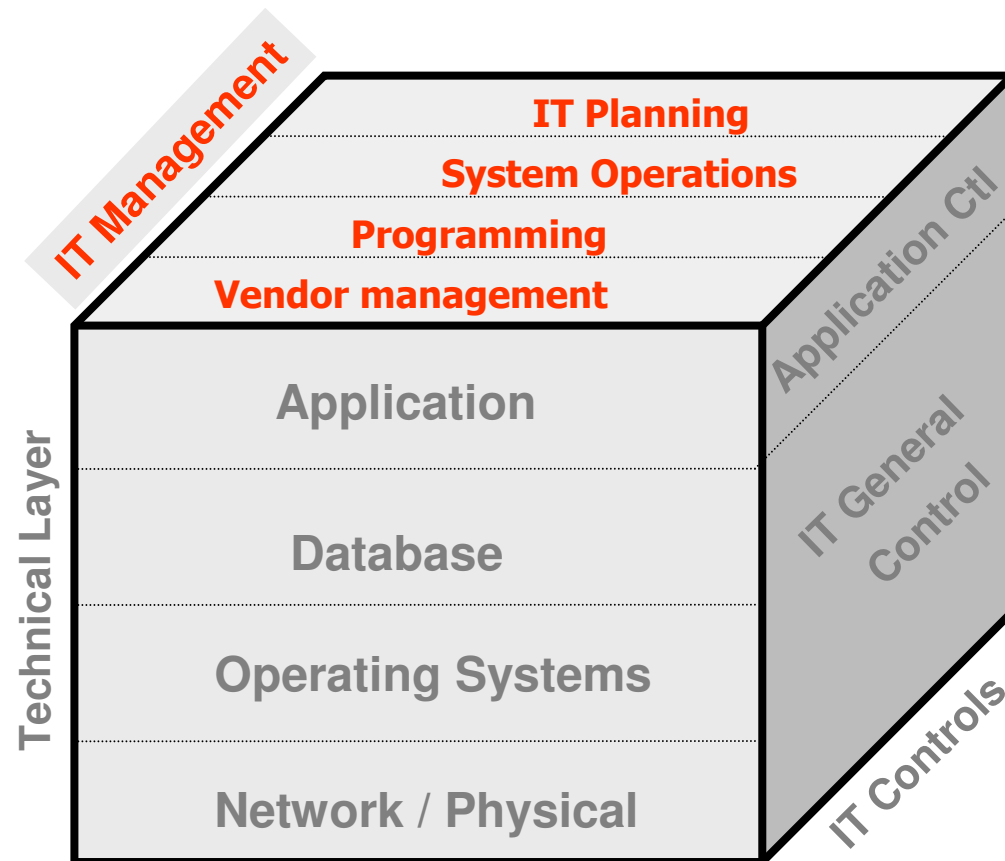 IT Management
IT Planning
System Operations
Programming
Vendor management
Application Ctl
Application
Technical Layer
Database
IT General
Control
Operating Systems
Network / Physical
IT Controls